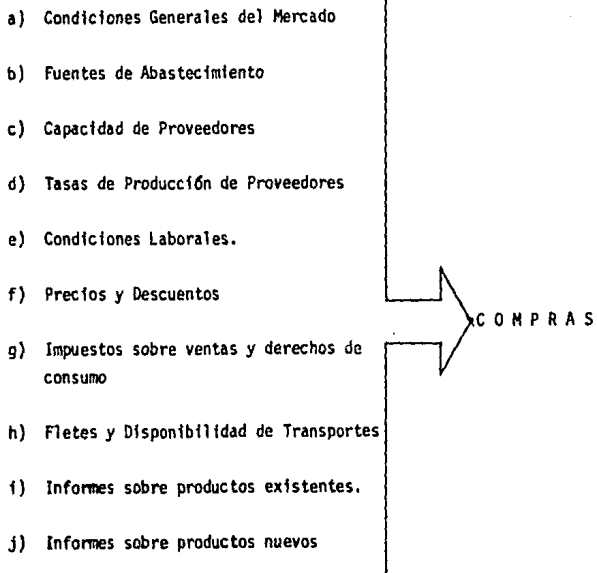 a) Condiciones Generales del Mercado
b) Fuentes de Abastecimiento
c) Capacidad de Proveedores
d) Tasas de Producción de Proveedores
e) Condiciones Laborales.
f) Precios y Descuentos
g) Impuestos sobre ventas y derechos de
consumo
h) Fletes y Disponibilidad de Transportes
i) Informes sobre productos existentes.
j) Informes sobre productos nuevos
C O M P R A S